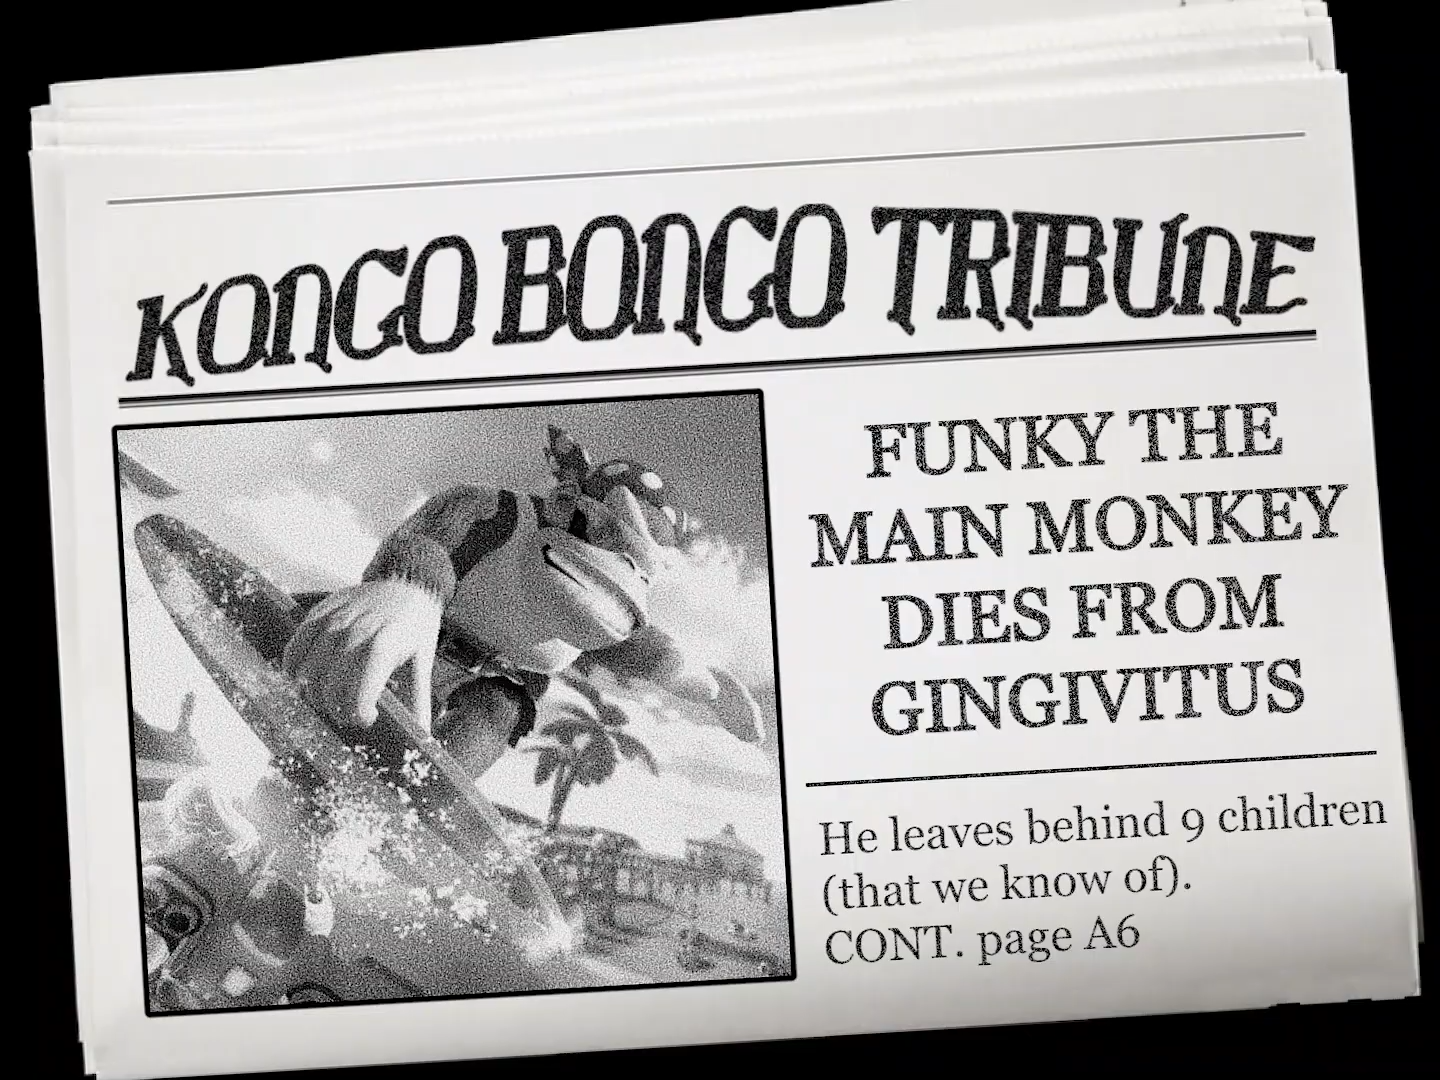 KONGO BONGO TRIBUNE
FUNKY THE
MAIN MONKEY
DIES FROM
GINGIVITUS
He leaves behind 9 children
(that we know of).
CONT. page A6